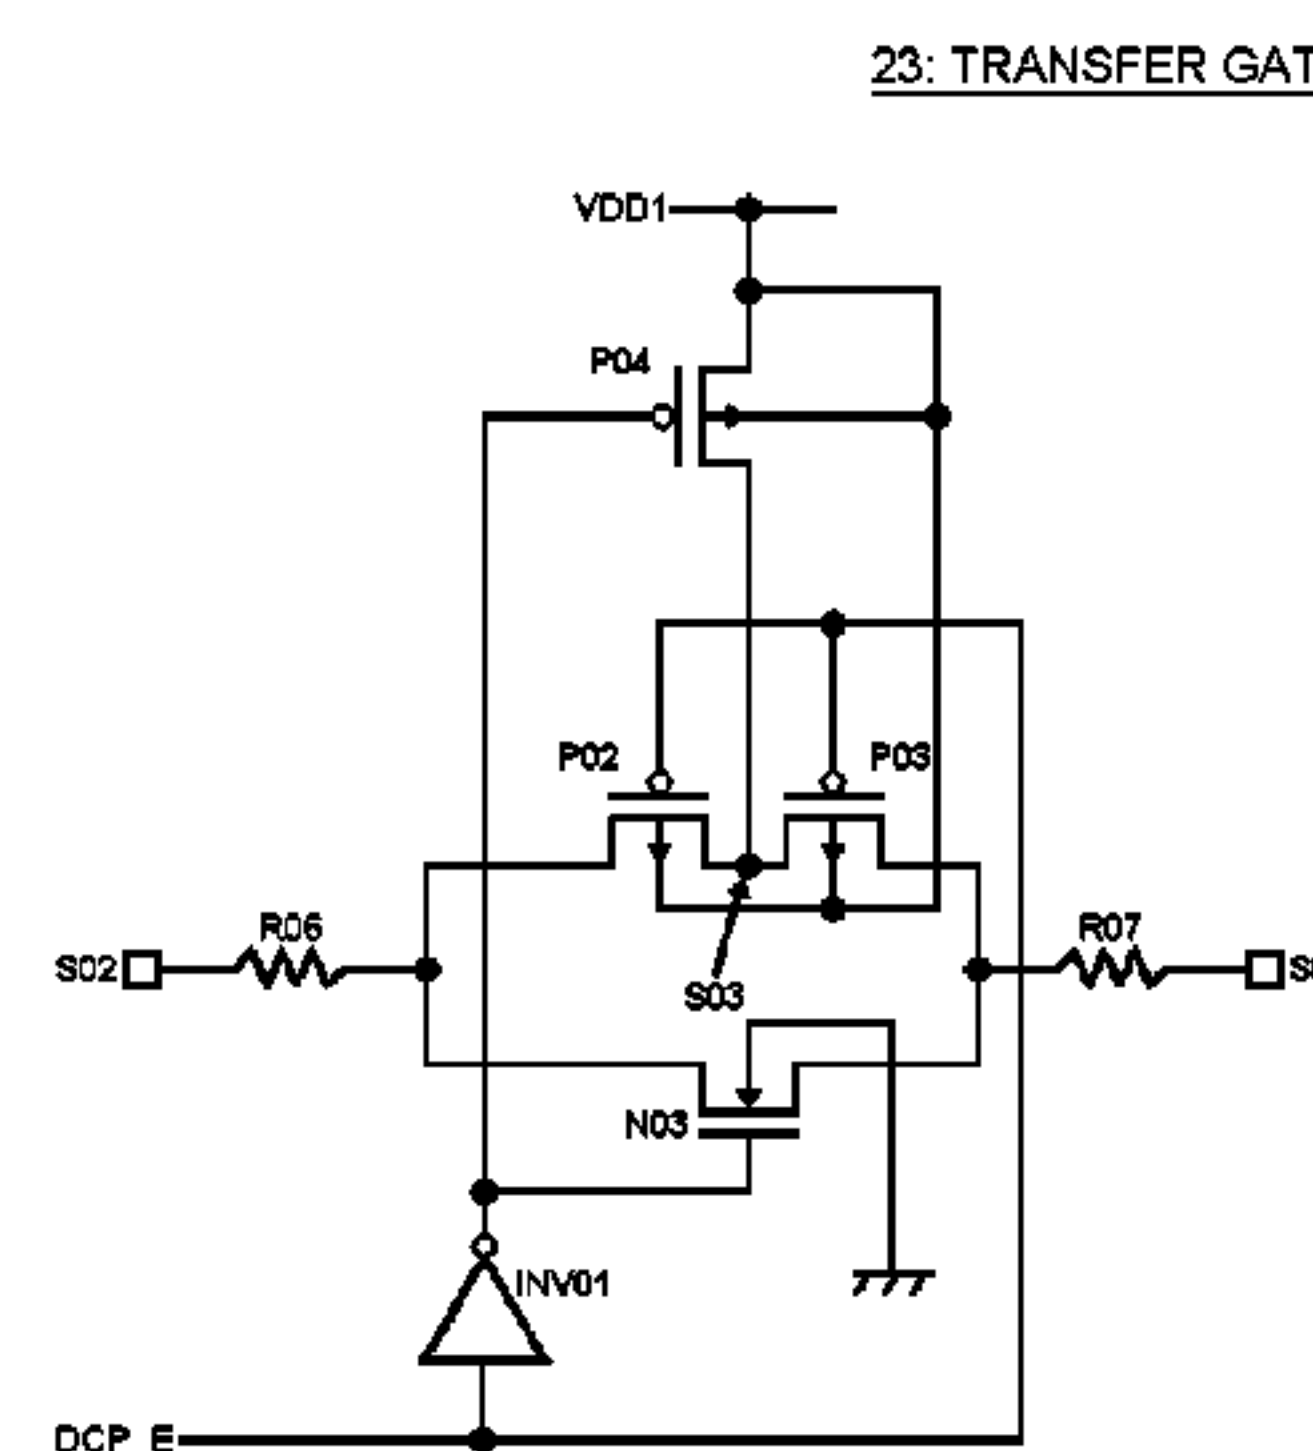 23: TRANSFER GAT
VDD1
P04
P02
P03
R06
R07
S02
S03
N03
INV01
DCP_E